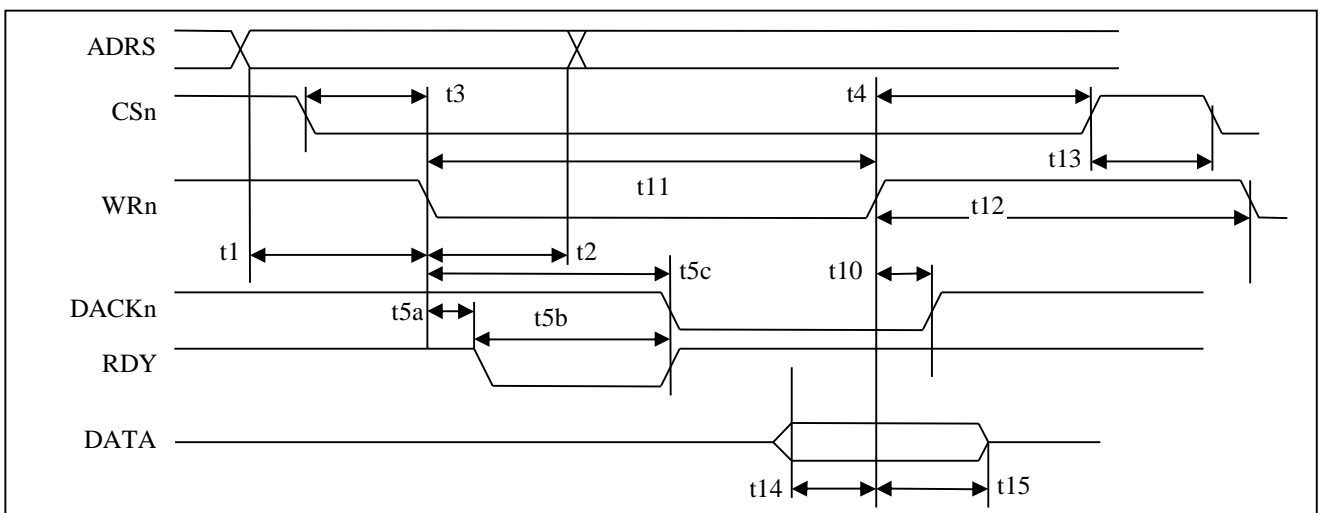 ADRS
t3
t4
CSn
t13
t11
WRn
t12
t1
t2
t5c
t10
DACKn
t5a
t5b
RDY
DATA
t14
t15